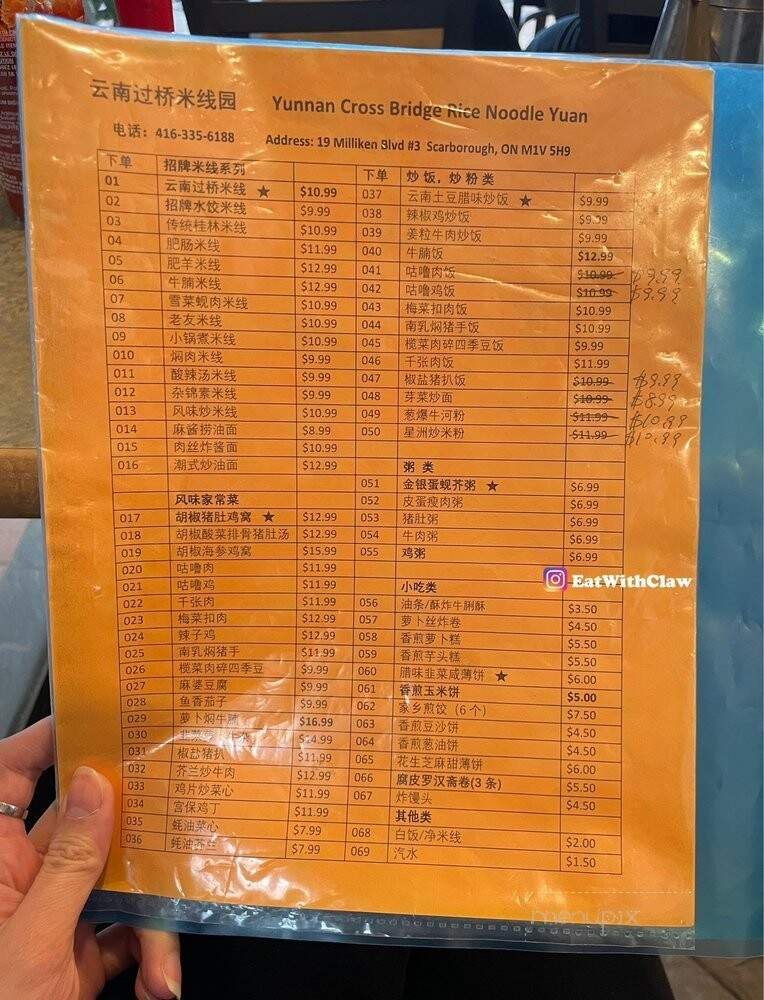 云南过桥米线园 Yunnan Cross Bridge Rice Noodle Yuan
电话: 416-335-6188 Address: 19 Milliken Blvd #3 Scarborough, ON M1V 5H9
下单 招牌米线系列
01 云南过桥米线 ★ $10.99
02 招牌水饺米线 $9.99
03 传统桂林米线 $10.99
04 肥肠米线 $11.99
05 肥羊米线 $12.99
06 牛腩米线 $12.99
07 雪菜蚬肉米线 $10.99
08 老友米线 $10.99
09 小锅煮米线 $10.99
010 焖肉米线 $9.99
011 酸辣汤米线 $9.99
012 杂锦素米线 $9.99
013 风味炒米线 $10.99
014 麻酱捞油面 $8.99
015 肉丝炸酱面 $10.99
016 潮式炒油面 $12.99
风味家常菜
017 胡椒猪肚鸡窝 ★ $12.99
018 胡椒酸菜排骨猪肚汤 $12.99
019 胡椒海参鸡窝 $15.99
020 咕噜肉 $11.99
021 咕噜鸡 $11.99
022 千张肉 $11.99
023 梅菜扣肉 $12.99
024 辣子鸡 $12.99
025 南乳焖猪手 $11.99
026 榄菜肉碎四季豆 $9.99
027 麻婆豆腐 $9.99
028 鱼香茄子 $9.99
029 萝卜焖牛腩 $16.99
030 $14.99
031 椒盐猪扒 $11.99
032 芥兰炒牛肉 $12.99
033 鸡片炒菜心 $11.99
034 宫保鸡丁 $11.99
035 蚝油菜心 $7.99
036 蚝油芥兰 $7.99
下单 炒饭，炒粉类
037 云南土豆腊味炒饭 ★ $9.99
038 辣椒鸡炒饭 $9.99
039 姜粒牛肉炒饭 $9.99
040 牛腩饭 $12.99
041 咕噜肉饭 $10.99 $9.99
042 咕噜鸡饭 $10.99 $9.99
043 梅菜扣肉饭 $10.99
044 南乳焖猪手饭 $10.99
045 榄菜肉碎四季豆饭 $9.99
046 千张肉饭 $11.99
047 椒盐猪扒饭 $10.99 $9.99
048 芽菜炒面 $10.99 $8.99
049 葱爆牛河粉 $11.99 $10.99
050 星洲炒米粉 $11.99 $10.99
粥 类
051 金银蛋蚬芥粥 ★ $6.99
052 皮蛋瘦肉粥 $6.99
053 猪肚粥 $6.99
054 牛肉粥 $6.99
055 鸡粥 $6.99
EatWithClaw
小吃类
056 油条/酥炸牛脷酥 $3.50
057 萝卜丝炸卷 $4.50
058 香煎萝卜糕 $5.50
059 香煎芋头糕 $5.50
060 腊味韭菜咸薄饼 ★ $6.00
061 香煎玉米饼 $5.00
062 家乡煎饺（6个） $7.50
063 香煎豆沙饼 $4.50
064 香煎葱油饼 $4.50
065 花生芝麻甜薄饼 $6.00
066 腐皮罗汉斋卷(3条) $5.50
067 炸馒头 $4.50
其他类
068 白饭/净米线 $2.00
069 汽水 $1.50
menupix